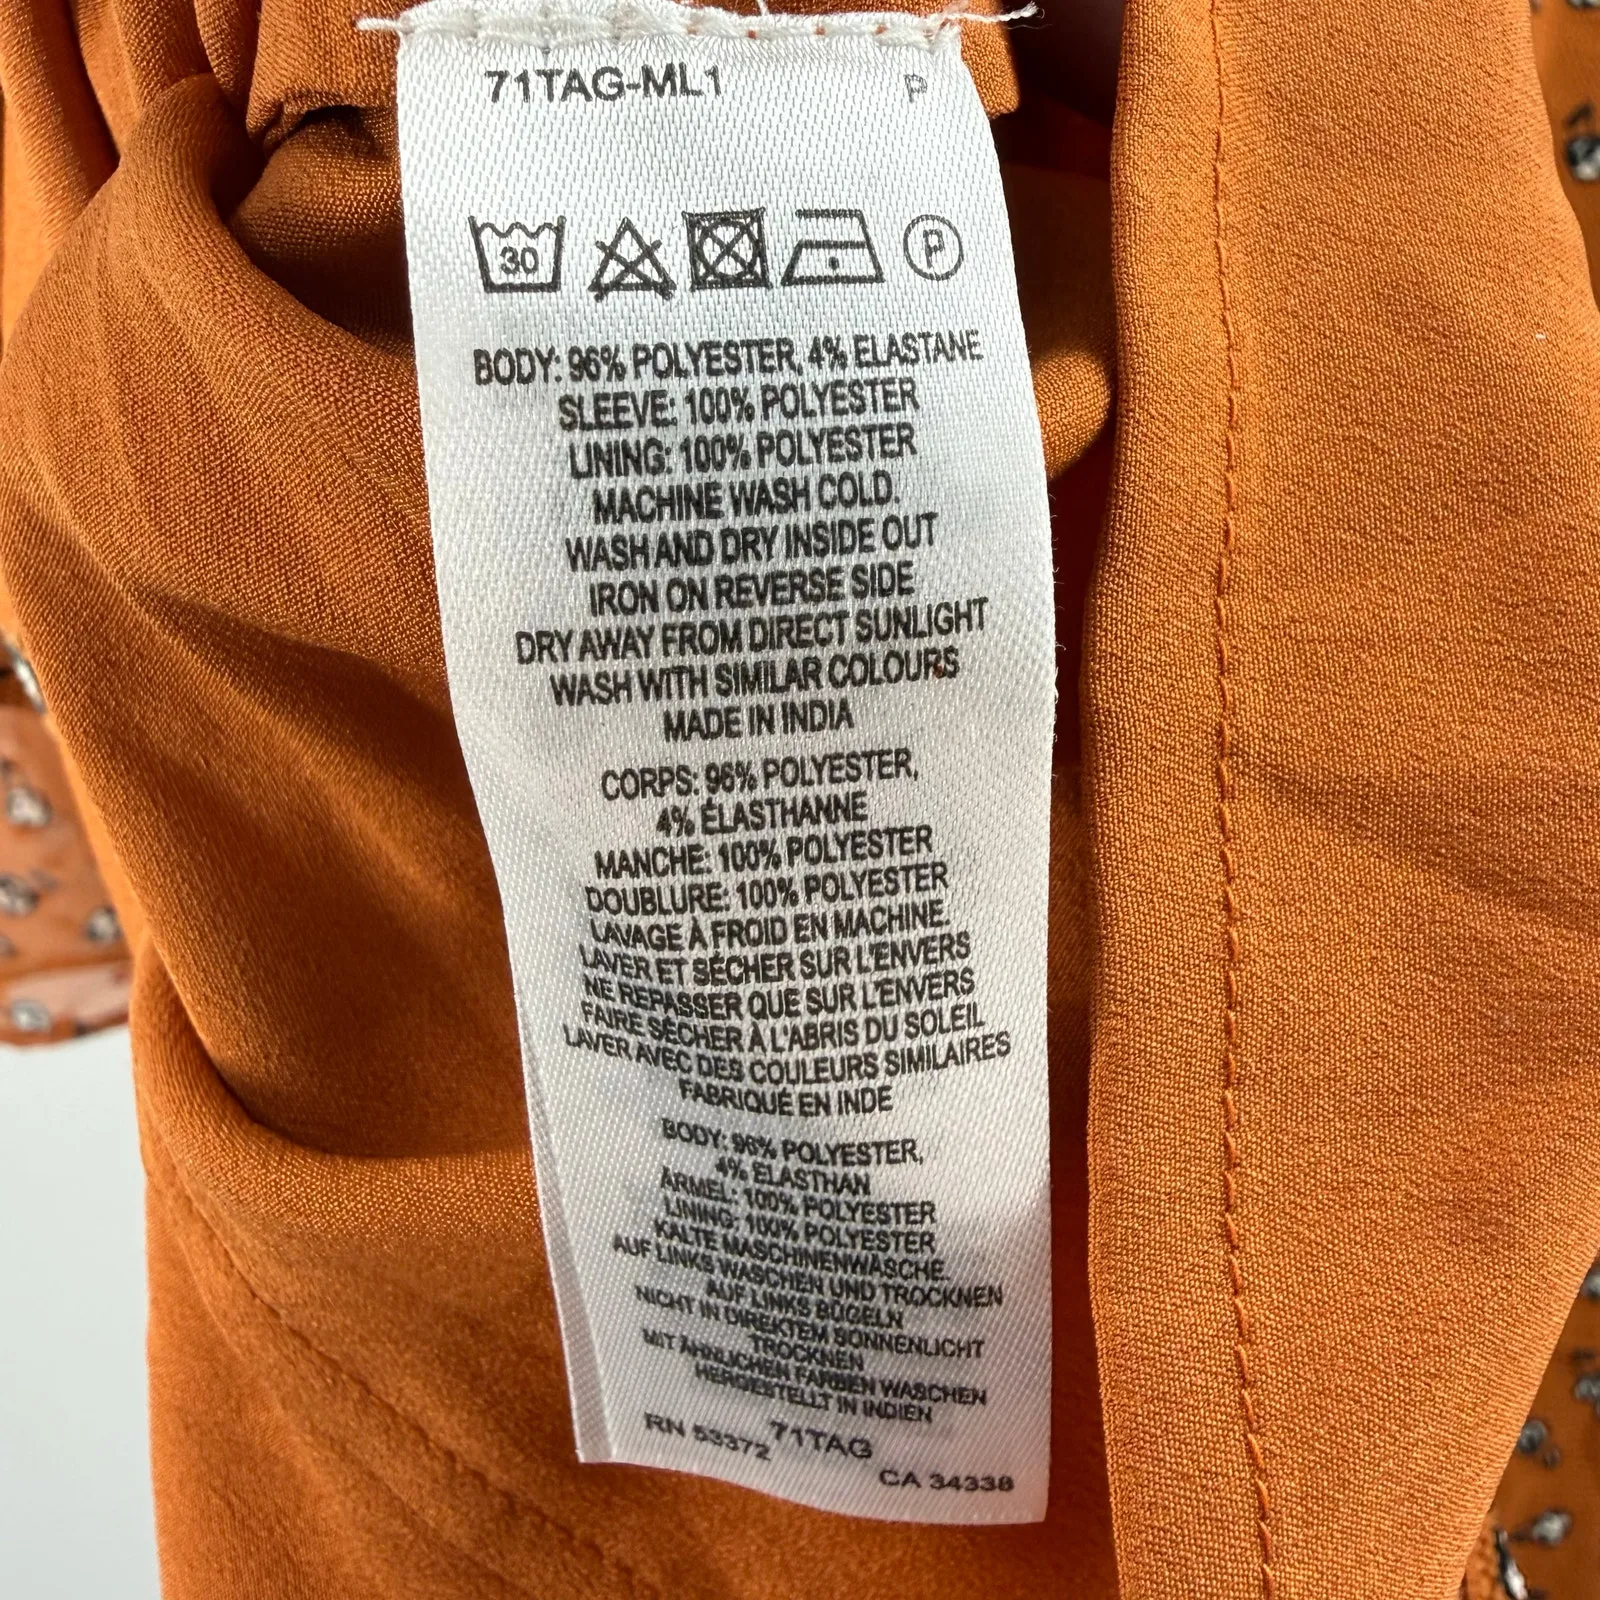 71TAG-ML1 P
30 P
BODY: 96% POLYESTER, 4% ELASTANE
SLEEVE: 100% POLYESTER
LINING: 100% POLYESTER
MACHINE WASH COLD.
WASH AND DRY INSIDE OUT
IRON ON REVERSE SIDE
DRY AWAY FROM DIRECT SUNLIGHT
WASH WITH SIMILAR COLOURS
MADE IN INDIA
CORPS: 96% POLYESTER,
4% ÉLASTHANNE
MANCHE: 100% POLYESTER
DOUBLURE: 100% POLYESTER
LAVAGE À FROID EN MACHINE.
LAVER ET SÉCHER SUR L'ENVERS
NE REPASSER QUE SUR L'ENVERS
FAIRE SÉCHER À L'ABRIS DU SOLEIL
LAVER AVEC DES COULEURS SIMILAIRES
FABRIQUÉ EN INDE
BODY: 96% POLYESTER,
4% ELASTHAN
ARMEL: 100% POLYESTER
LINING: 100% POLYESTER
KALTE MASCHINENWÄSCHE.
AUF LINKS WASCHEN UND TROCKNEN
AUF LINKS BÜGELN
NICHT IN DIREKTEM SONNENLICHT
TROCKNEN
MIT ÄHNLICHEN FARBEN WASCHEN
HERGESTELLT IN INDIEN
RN 53372 71TAG CA 34338